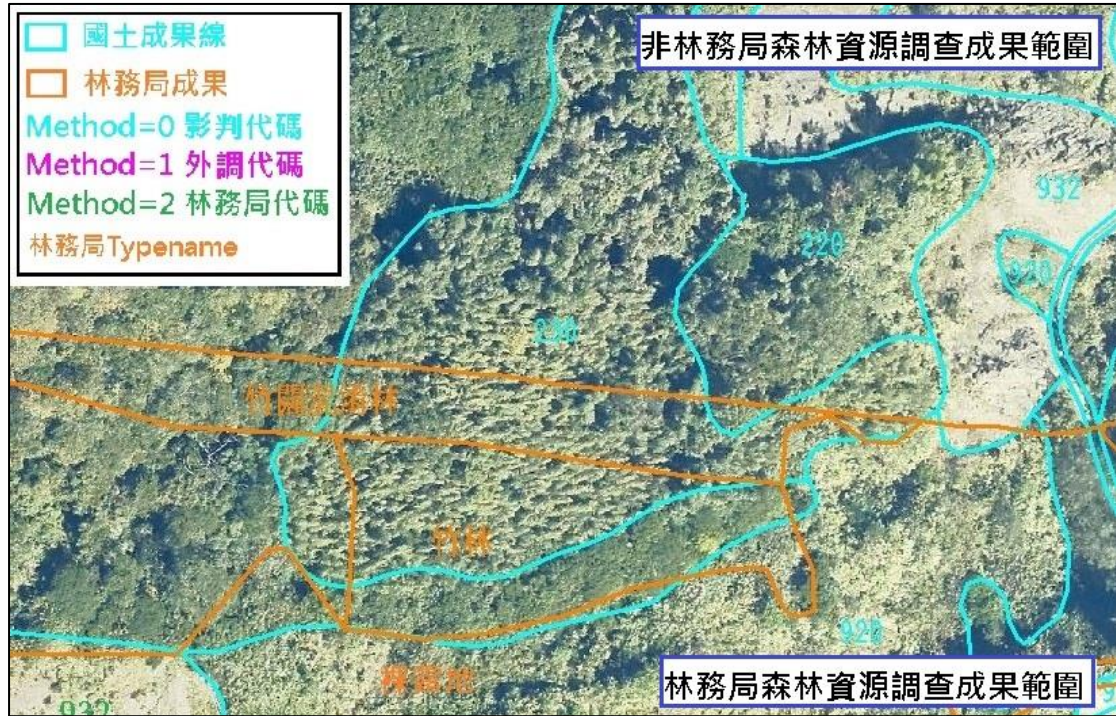 國土成果線
林務局成果
Method=0 影判代碼
Method=1 外調代碼
Method=2 林務局代碼
林務局Typename
非林務局森林資源調查成果範圍
932
220
920
竹林
932
林務局森林資源調查成果範圍